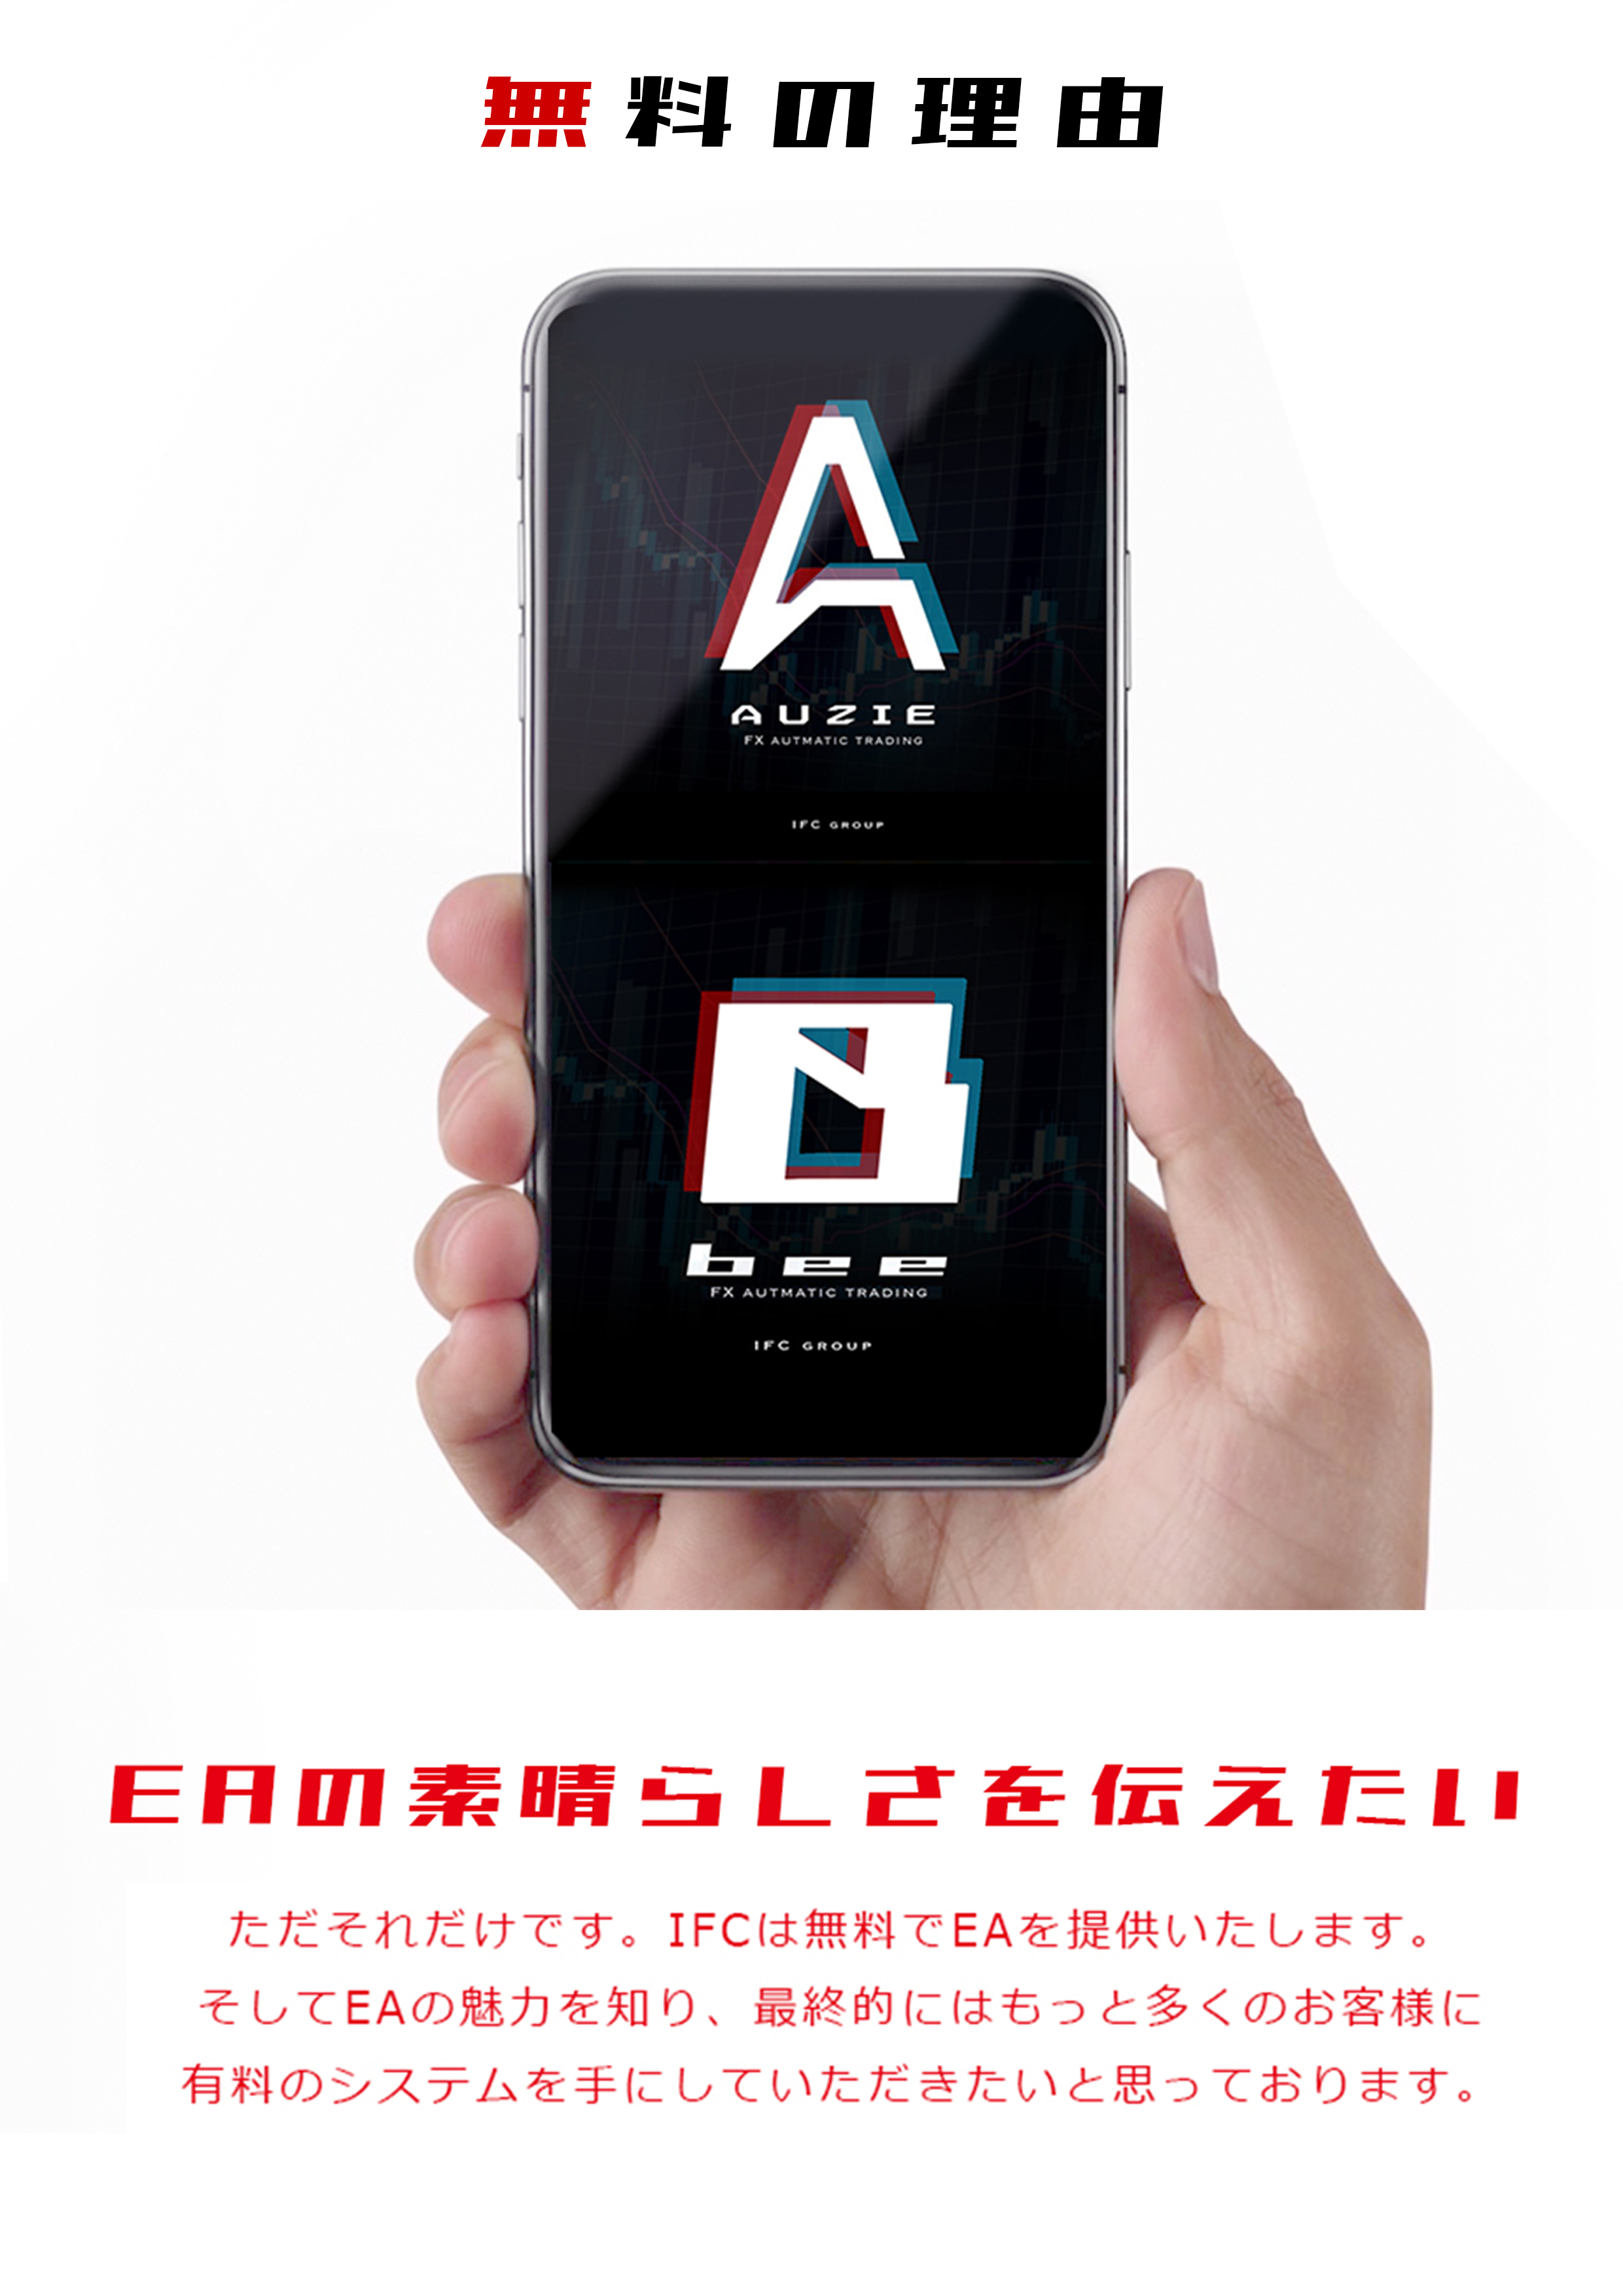 無料の理由
A
AUZIE
FX AUTMATIC TRADING
IFC GROUP
B
bee
FX AUTMATIC TRADING
IFC GROUP
EAの素晴らしさを伝えたい
ただそれだけです。IFCは無料でEAを提供いたします。
そしてEAの魅力を知り、最終的にはもっと多くのお客様に
有料のシステムを手にしていただきたいと思っております。